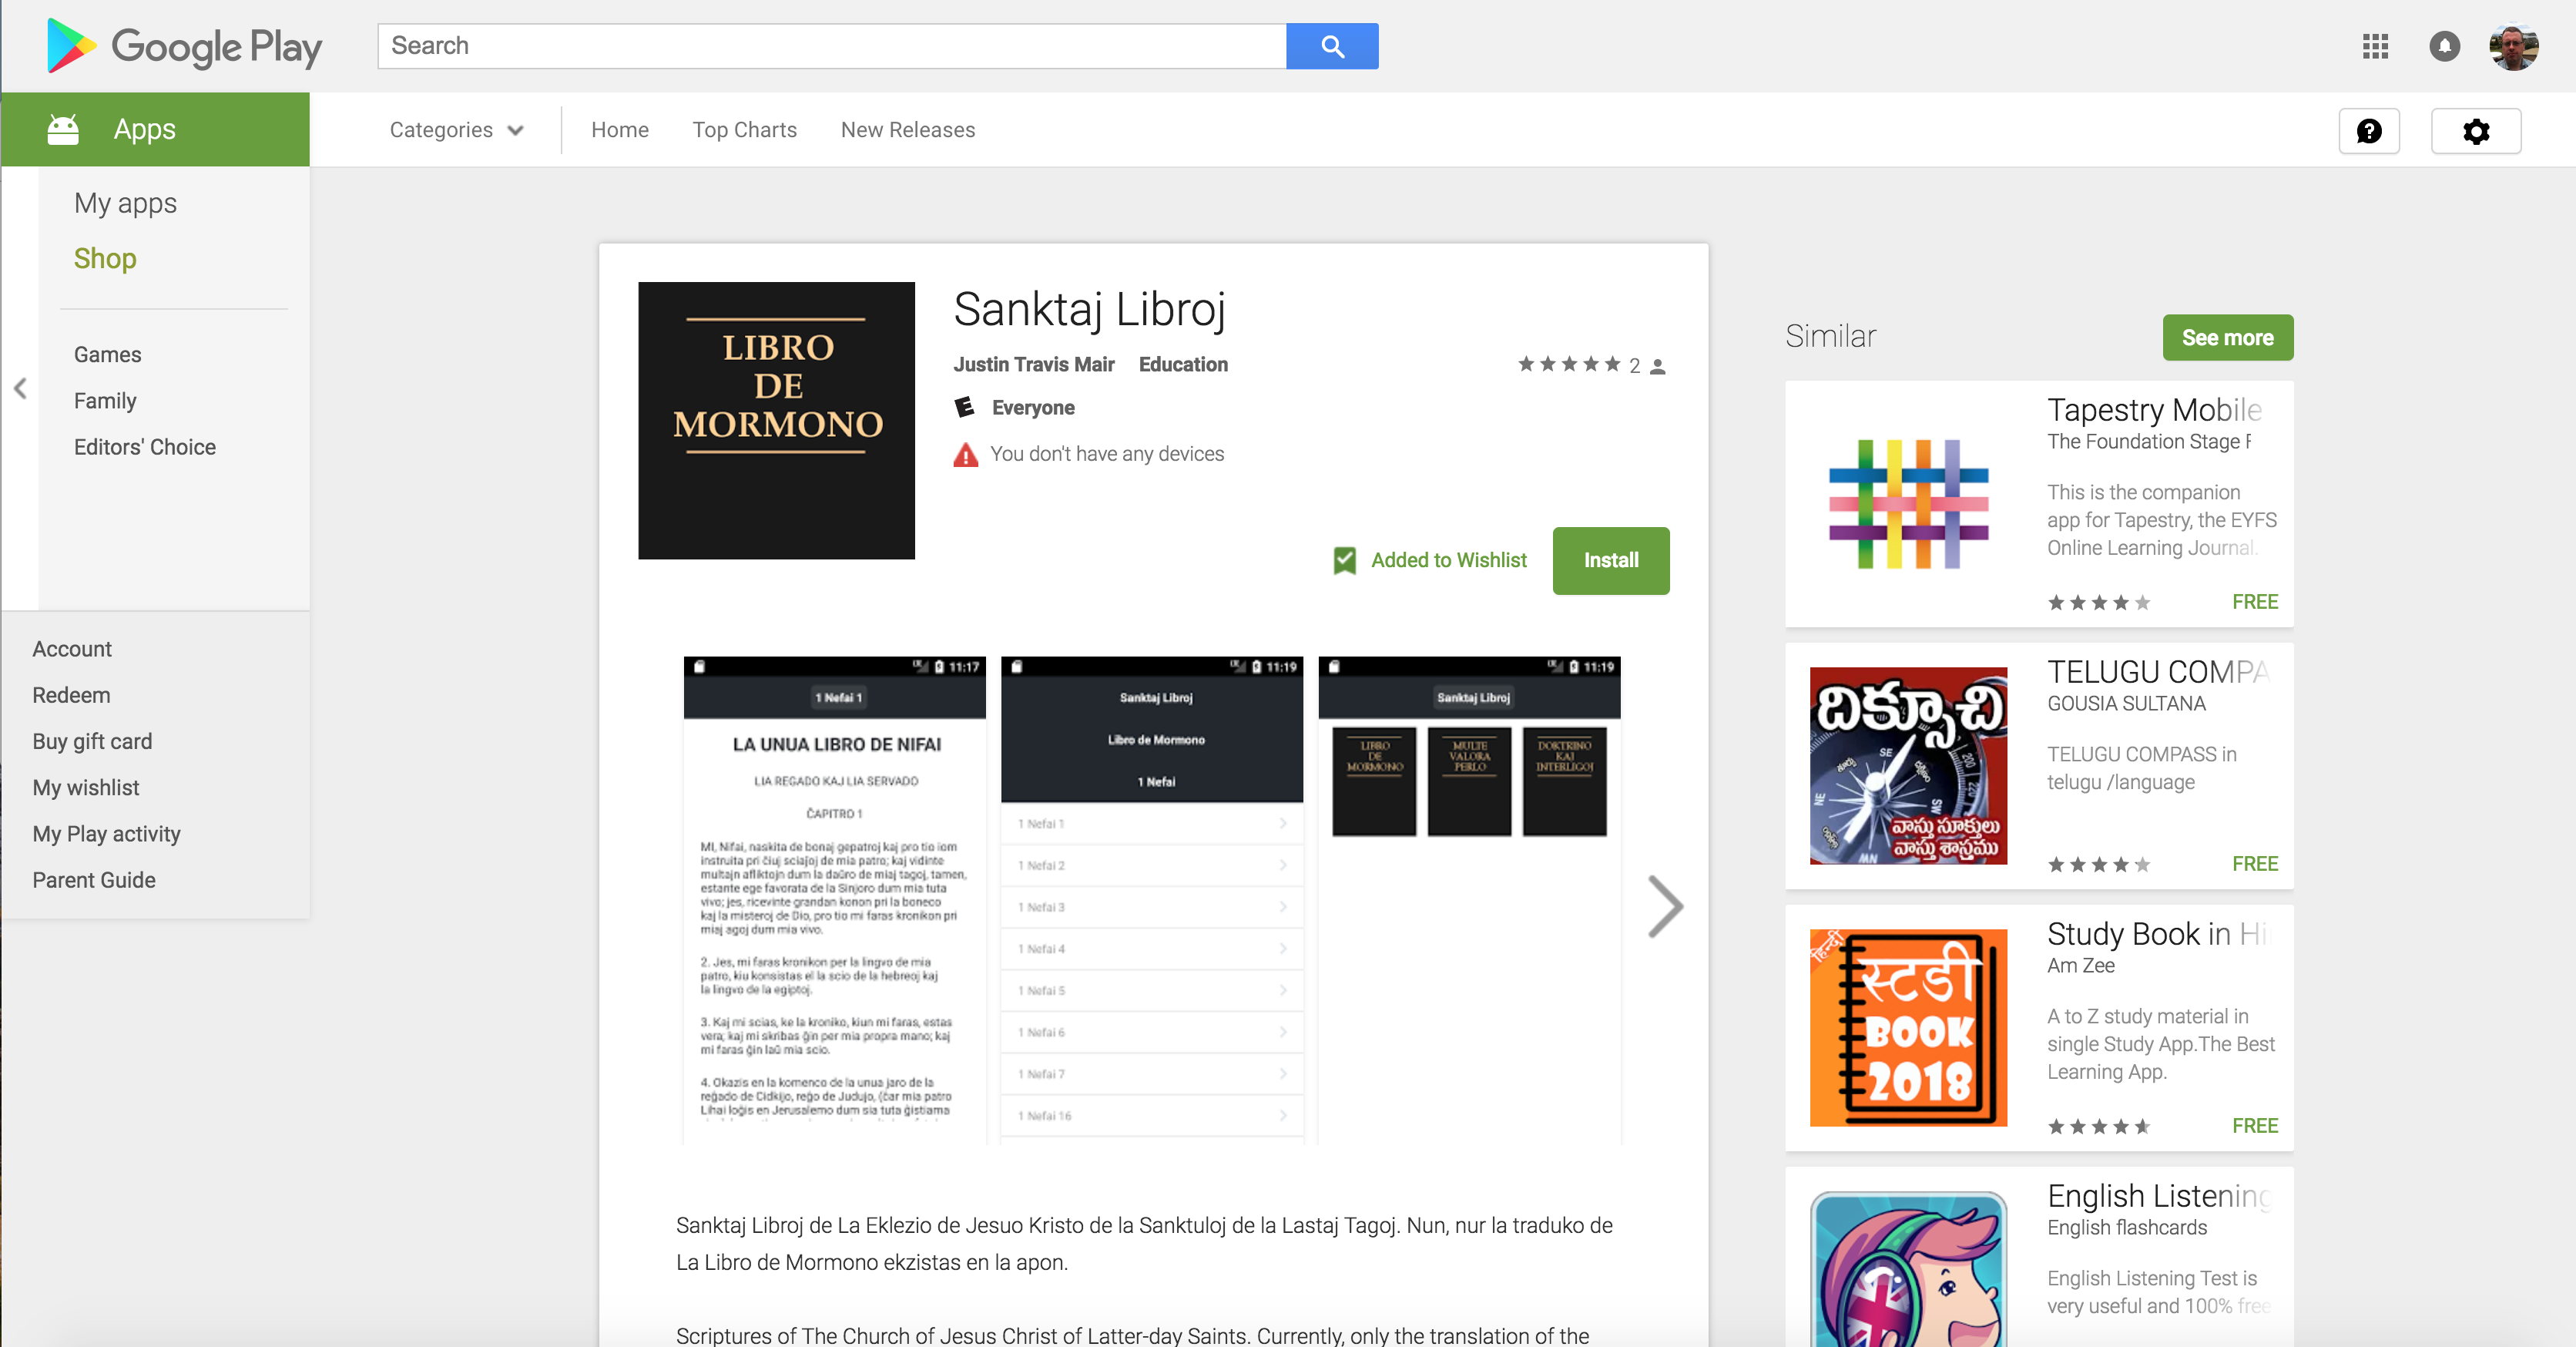 Google Play
Search
Apps
Categories
Home
Top Charts
New Releases
My apps
Shop
Games
Family
Editors' Choice
Account
Redeem
Buy gift card
My wishlist
My Play activity
Parent Guide
LIBRO
DE
MORMONO
Sanktaj Libroj
Justin Travis Mair Education
2
Everyone
You don't have any devices
Added to Wishlist
Install
11:17
1 Nefai 1
LA UNUA LIBRO DE NIFAI
LIA REGADO KAJ LIA SERVADO
ĈAPITRO 1
Mi, Nifai, naskita de bonaj gepatroj kaj pro tio iom
instruita pri ĉiuj sciaĵoj de mia patro; kaj vidinte
multajn afliktojn dum la daŭro de miaj tagoj, tamen,
estante ege favorata de la Sinjoro dum mia tuta
vivo; jes, ricevinte grandan konon pri la boneco
kaj la misteroj de Dio, pro tio mi faras kronikon pri
miaj agoj dum mia vivo.
2. Jes, mi faras kronikon per la lingvo de mia
patro, kiu konsistas el la scio de la hebreoj kaj
la lingvo de la egiptoj.
3. Kaj mi scias, ke la kroniko, kiun mi faras, estas
vera; kaj mi skribas ĝin per mia propra mano; kaj
mi faras ĝin laŭ mia scio.
4. Okazis en la komenco de la unua jaro de la
reĝado de Cidkijo, reĝo de Judujo, (ĉar mia patro
Lihai loĝis en Jerusalemo dum sia tuta ĝistiama
11:19
Sanktaj Libroj
Libro de Mormono
1 Nefai
1 Nefai 1
1 Nefai 2
1 Nefai 3
1 Nefai 4
1 Nefai 5
1 Nefai 6
1 Nefai 7
1 Nefai 16
11:19
Sanktaj Libroj
LIBRO
DE
MORMONO
MULTE
VALORA
PERLO
DOKTRINO
KAJ
INTERLIGOJ
Sanktaj Libroj de La Eklezio de Jesuo Kristo de la Sanktuloj de la Lastaj Tagoj. Nun, nur la traduko de
La Libro de Mormono ekzistas en la apon.
Scriptures of The Church of Jesus Christ of Latter-day Saints. Currently, only the translation of the
Similar
See more
Tapestry Mobile
The Foundation Stage F
This is the companion
app for Tapestry, the EYFS
Online Learning Journal.
FREE
దిక్సూచి
SE
200
220
SW
NE
NW
వాస్తు సూక్తులు
వాస్తు శాస్త్రము
TELUGU COMPA
GOUSIA SULTANA
TELUGU COMPASS in
telugu /language
FREE
हिन्दी
स्टडी
BOOK
2018
Study Book in Hi
Am Zee
A to Z study material in
single Study App.The Best
Learning App.
FREE
English Listening
English flashcards
English Listening Test is
very useful and 100% free